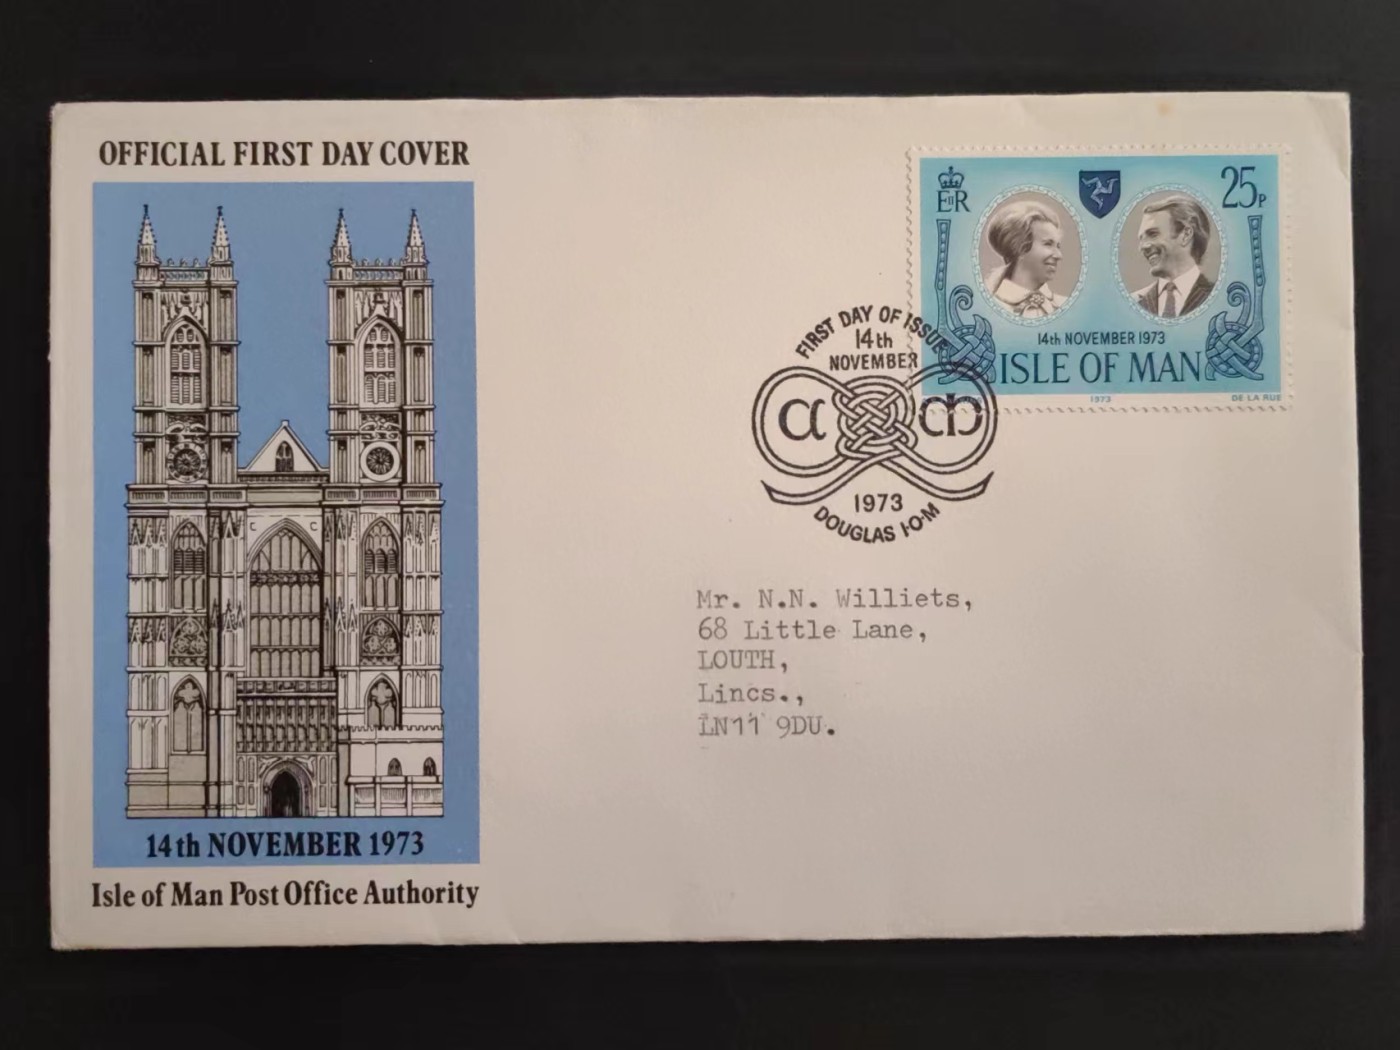 OFFICIAL FIRST DAY COVER
14th NOVEMBER 1973
Isle of Man Post Office Authority
EIIR
25P
14th NOVEMBER 1973
ISLE OF MAN
1973
DE LA RUE
FIRST DAY OF ISSUE
14th
NOVEMBER
a m
1973
DOUGLAS I·O·M
Mr. N.N. Williets,
68 Little Lane,
LOUTH,
Lincs.,
LN11 9DU.